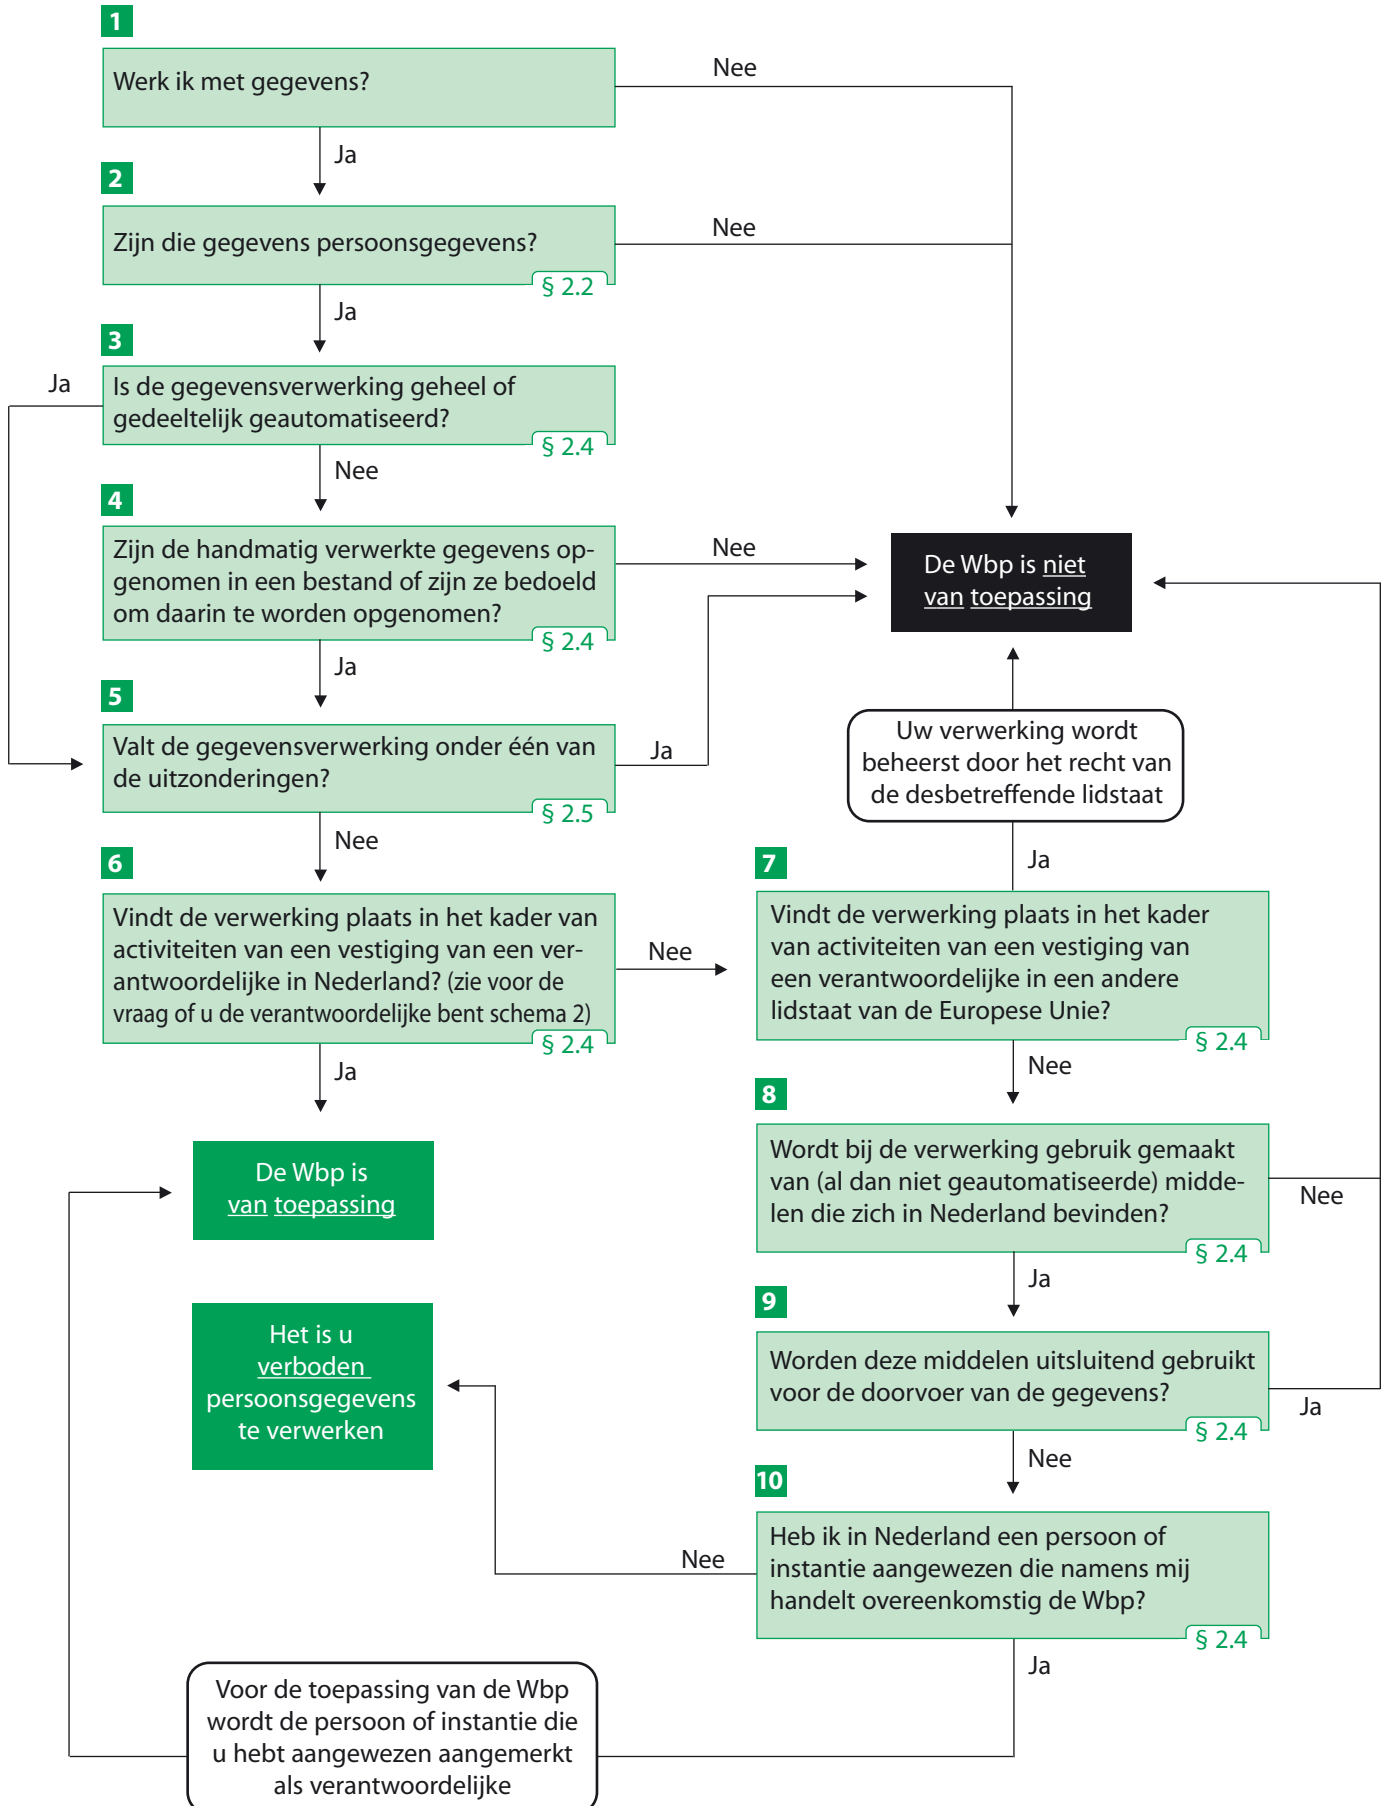 1
Werk ik met gegevens?
Nee
Ja
2
Zijn die gegevens persoonsgegevens?
§ 2.2
Nee
Ja
3
Is de gegevensverwerking geheel of
gedeeltelijk geautomatiseerd?
§ 2.4
Ja
Nee
4
Zijn de handmatig verwerkte gegevens op-
genomen in een bestand of zijn ze bedoeld
om daarin te worden opgenomen?
§ 2.4
Nee
Ja
De Wbp is niet
van toepassing
5
Valt de gegevensverwerking onder één van
de uitzonderingen?
§ 2.5
Ja
Nee
Uw verwerking wordt
beheerst door het recht van
de desbetreffende lidstaat
Ja
6
Vindt de verwerking plaats in het kader van
activiteiten van een vestiging van een ver-
antwoordelijke in Nederland? (zie voor de
vraag of u de verantwoordelijke bent schema 2)
§ 2.4
Nee
Ja
7
Vindt de verwerking plaats in het kader
van activiteiten van een vestiging van
een verantwoordelijke in een andere
lidstaat van de Europese Unie?
§ 2.4
Nee
De Wbp is
van toepassing
8
Wordt bij de verwerking gebruik gemaakt
van (al dan niet geautomatiseerde) midde-
len die zich in Nederland bevinden?
§ 2.4
Nee
Ja
Het is u
verboden
persoonsgegevens
te verwerken
9
Worden deze middelen uitsluitend gebruikt
voor de doorvoer van de gegevens?
§ 2.4
Ja
Nee
10
Heb ik in Nederland een persoon of
instantie aangewezen die namens mij
handelt overeenkomstig de Wbp?
§ 2.4
Nee
Ja
Voor de toepassing van de Wbp
wordt de persoon of instantie die
u hebt aangewezen aangemerkt
als verantwoordelijke